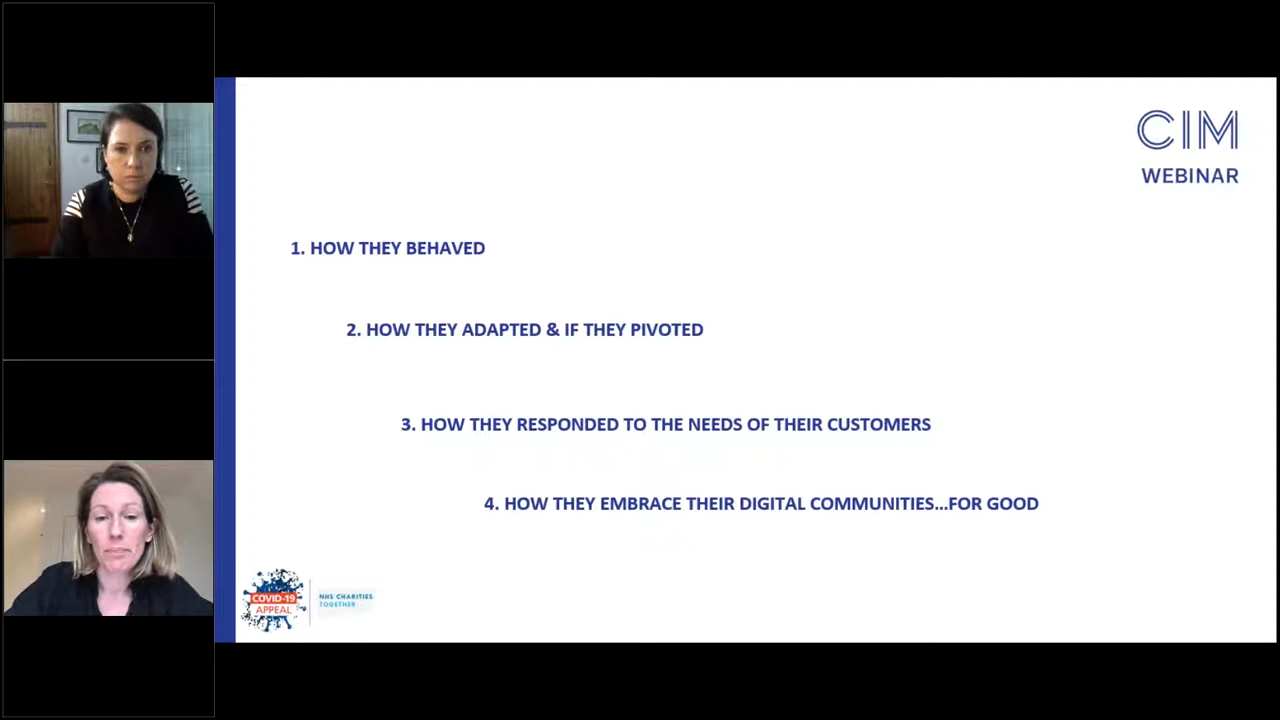 CIM
WEBINAR
1. HOW THEY BEHAVED
2. HOW THEY ADAPTED & IF THEY PIVOTED
3. HOW THEY RESPONDED TO THE NEEDS OF THEIR CUSTOMERS
4. HOW THEY EMBRACE THEIR DIGITAL COMMUNITIES...FOR GOOD
COVID-19
APPEAL
NHS CHARITIES
TOGETHER